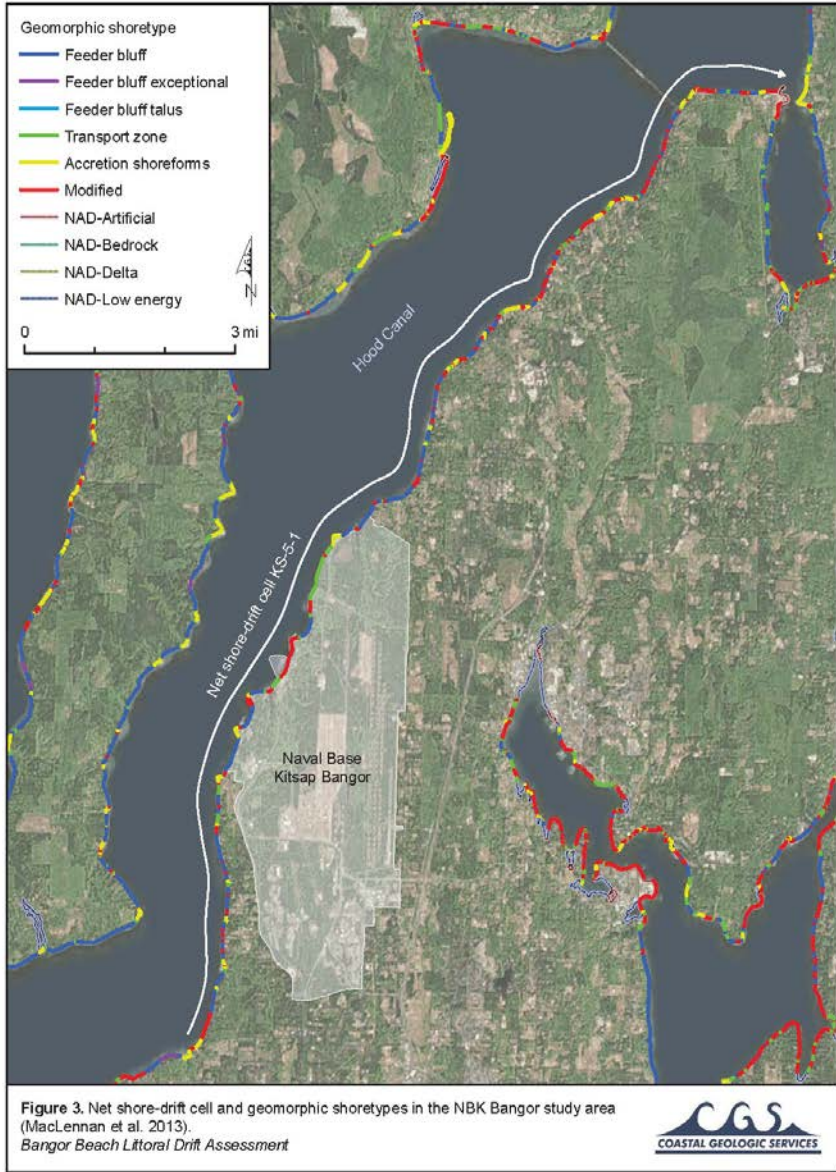 Geomorphic shoretype
Feeder bluff
Feeder bluff exceptional
Feeder bluff talus
Transport zone
Accretion shoreforms
Modified
NAD-Artificial
NAD-Bedrock
NAD-Delta
NAD-Low energy
N
0 3 mi
Hood Canal
Net shore-drift cell KS-5-1
Naval Base
Kitsap Bangor
Figure 3. Net shore-drift cell and geomorphic shoretypes in the NBK Bangor study area
(MacLennan et al. 2013).
Bangor Beach Littoral Drift Assessment
CGS
COASTAL GEOLOGIC SERVICES